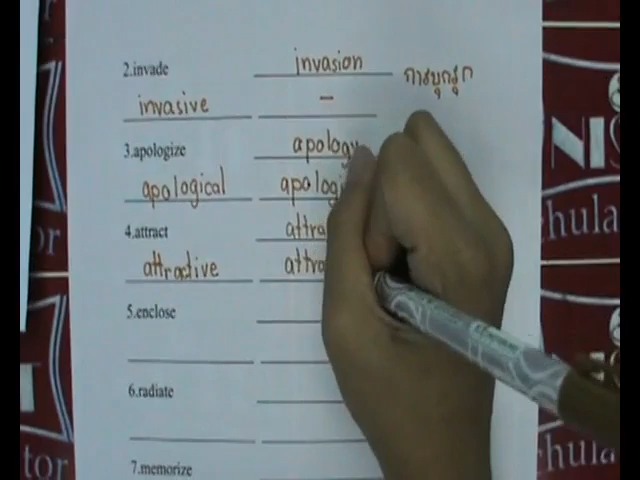 2.invade invasion การบุกรุก
invasive –
3.apologize apology
apological
4.attract
attractive
5.enclose
6.radiate
7.memorize